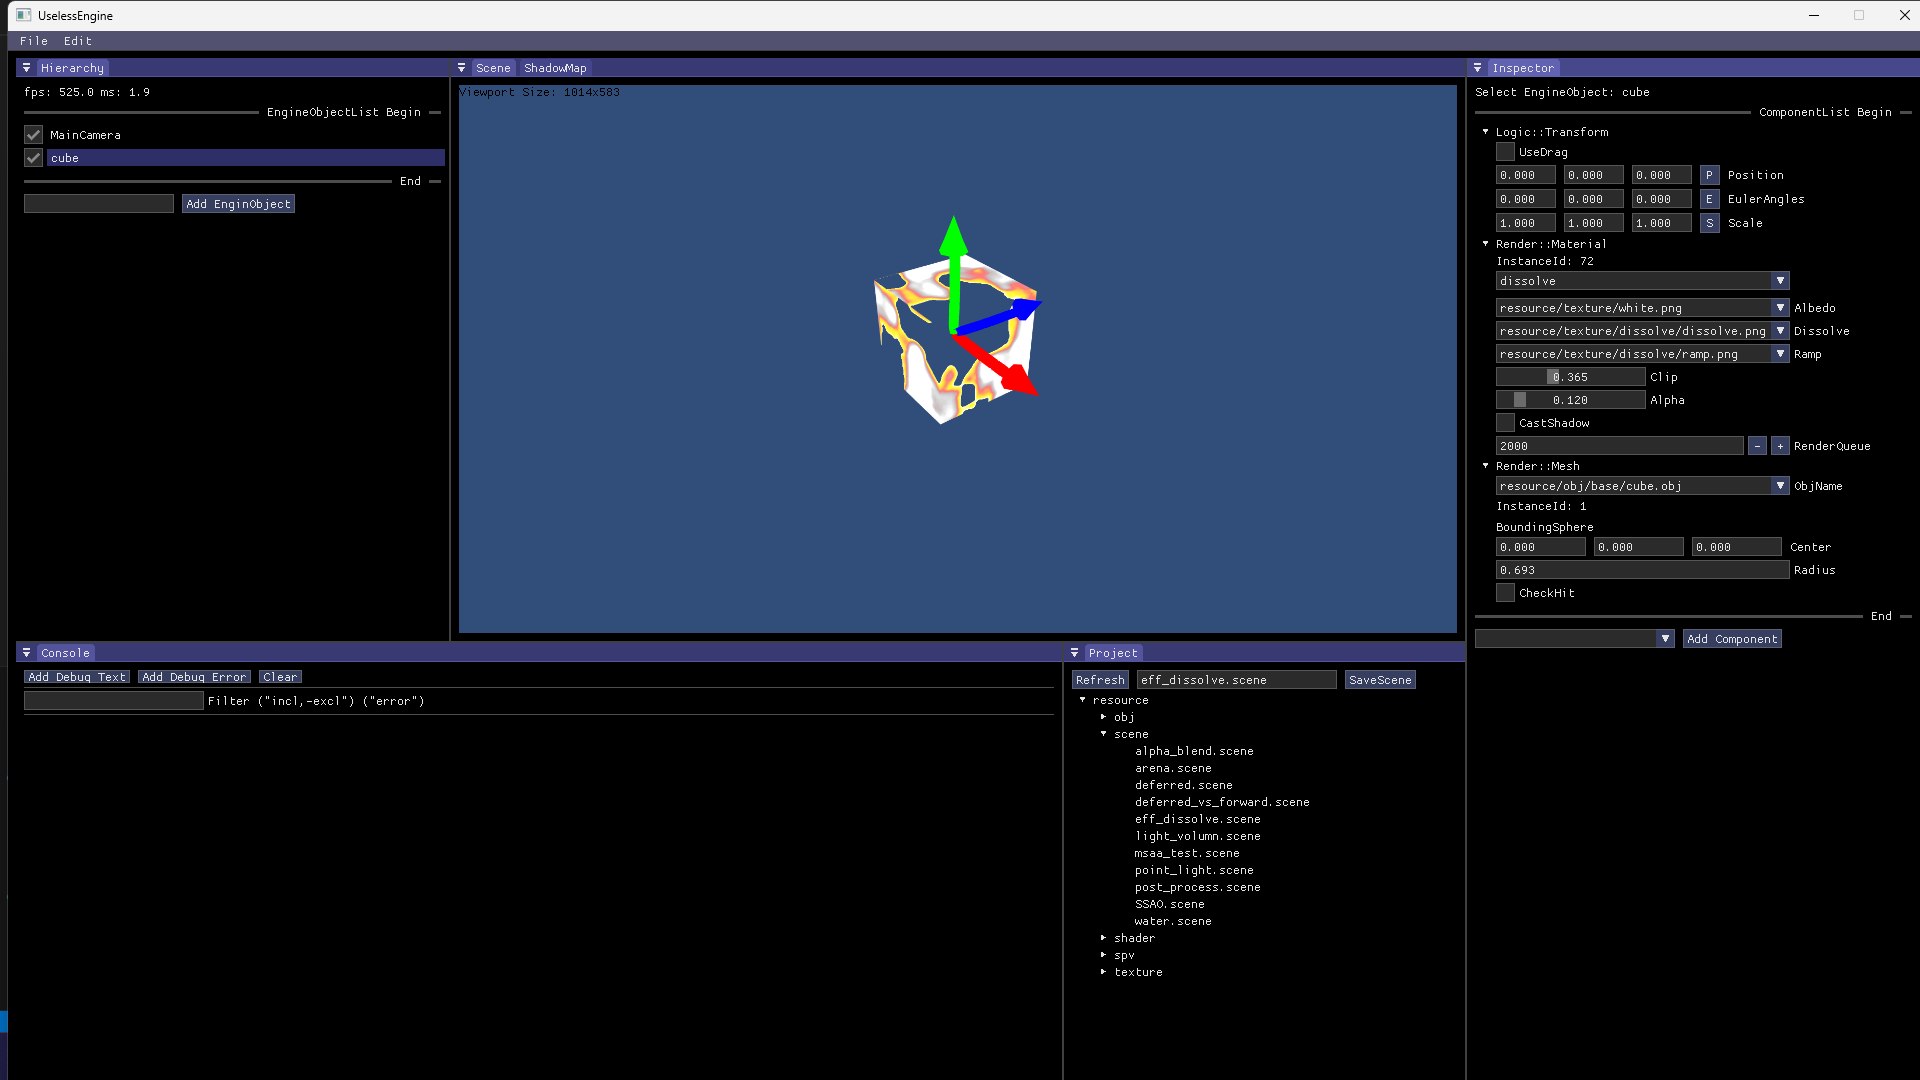 UselessEngine
File Edit
Hierarchy
fps: 525.0 ms: 1.9
EngineObjectList Begin
MainCamera
cube
End
Add EnginObject
Scene ShadowMap
Viewport Size: 1014x583
Inspector
Select EngineObject: cube
ComponentList Begin
Logic::Transform
UseDrag
0.000 0.000 0.000 P Position
0.000 0.000 0.000 E EulerAngles
1.000 1.000 1.000 S Scale
Render::Material
InstanceId: 72
dissolve
resource/texture/white.png Albedo
resource/texture/dissolve/dissolve.png Dissolve
resource/texture/dissolve/ramp.png Ramp
0.365 Clip
0.120 Alpha
CastShadow
2000 - + RenderQueue
Render::Mesh
resource/obj/base/cube.obj ObjName
InstanceId: 1
BoundingSphere
0.000 0.000 0.000 Center
0.693 Radius
CheckHit
End
Add Component
Console
Add Debug Text Add Debug Error Clear
Filter ("incl,-excl") ("error")
Project
Refresh eff_dissolve.scene SaveScene
resource
obj
scene
alpha_blend.scene
arena.scene
deferred.scene
deferred_vs_forward.scene
eff_dissolve.scene
light_volumn.scene
msaa_test.scene
point_light.scene
post_process.scene
SSAO.scene
water.scene
shader
spv
texture